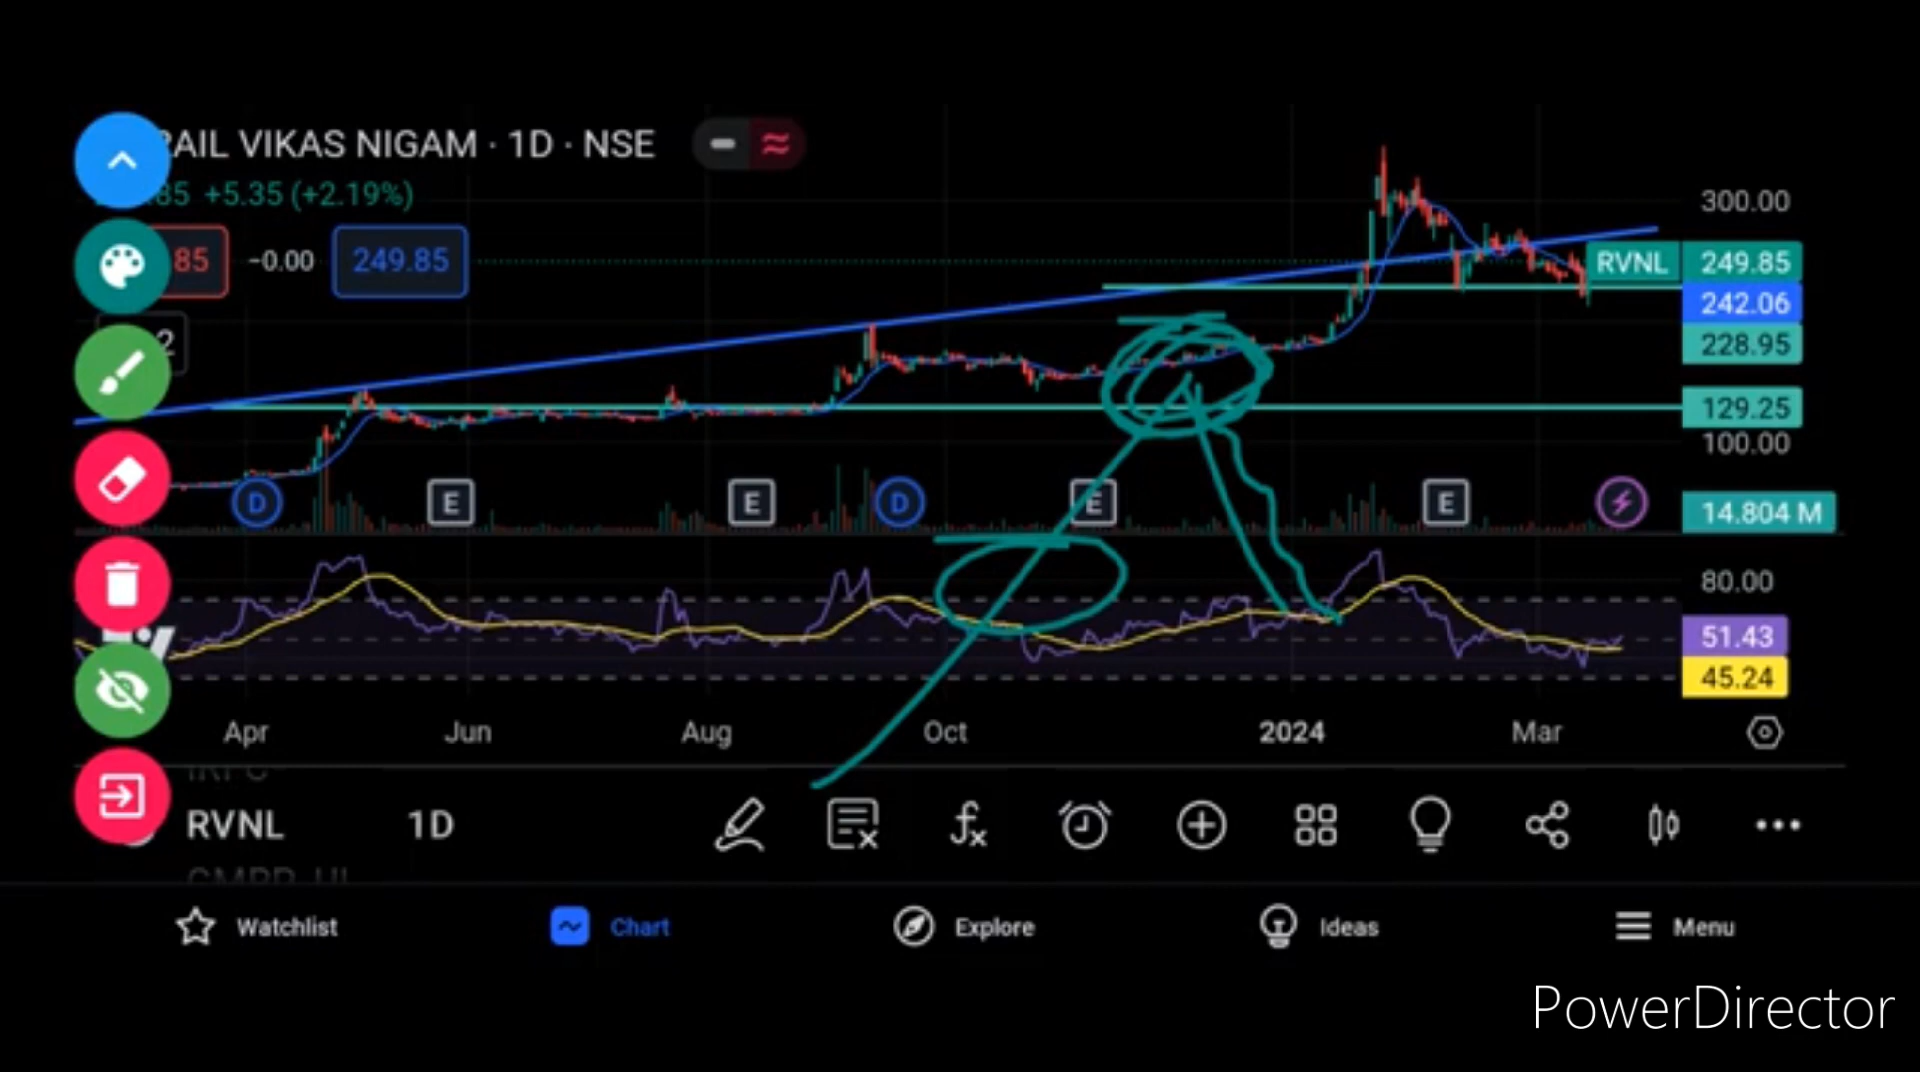 RAIL VIKAS NIGAM · 1D · NSE
.85 +5.35 (+2.19%)
85 −0.00 249.85
2
300.00
RVNL 249.85
242.06
228.95
129.25
100.00
D E E D E E
14.804 M
80.00
51.43
45.24
Apr Jun Aug Oct 2024 Mar
RVNL 1D
Watchlist Chart Explore Ideas Menu
PowerDirector